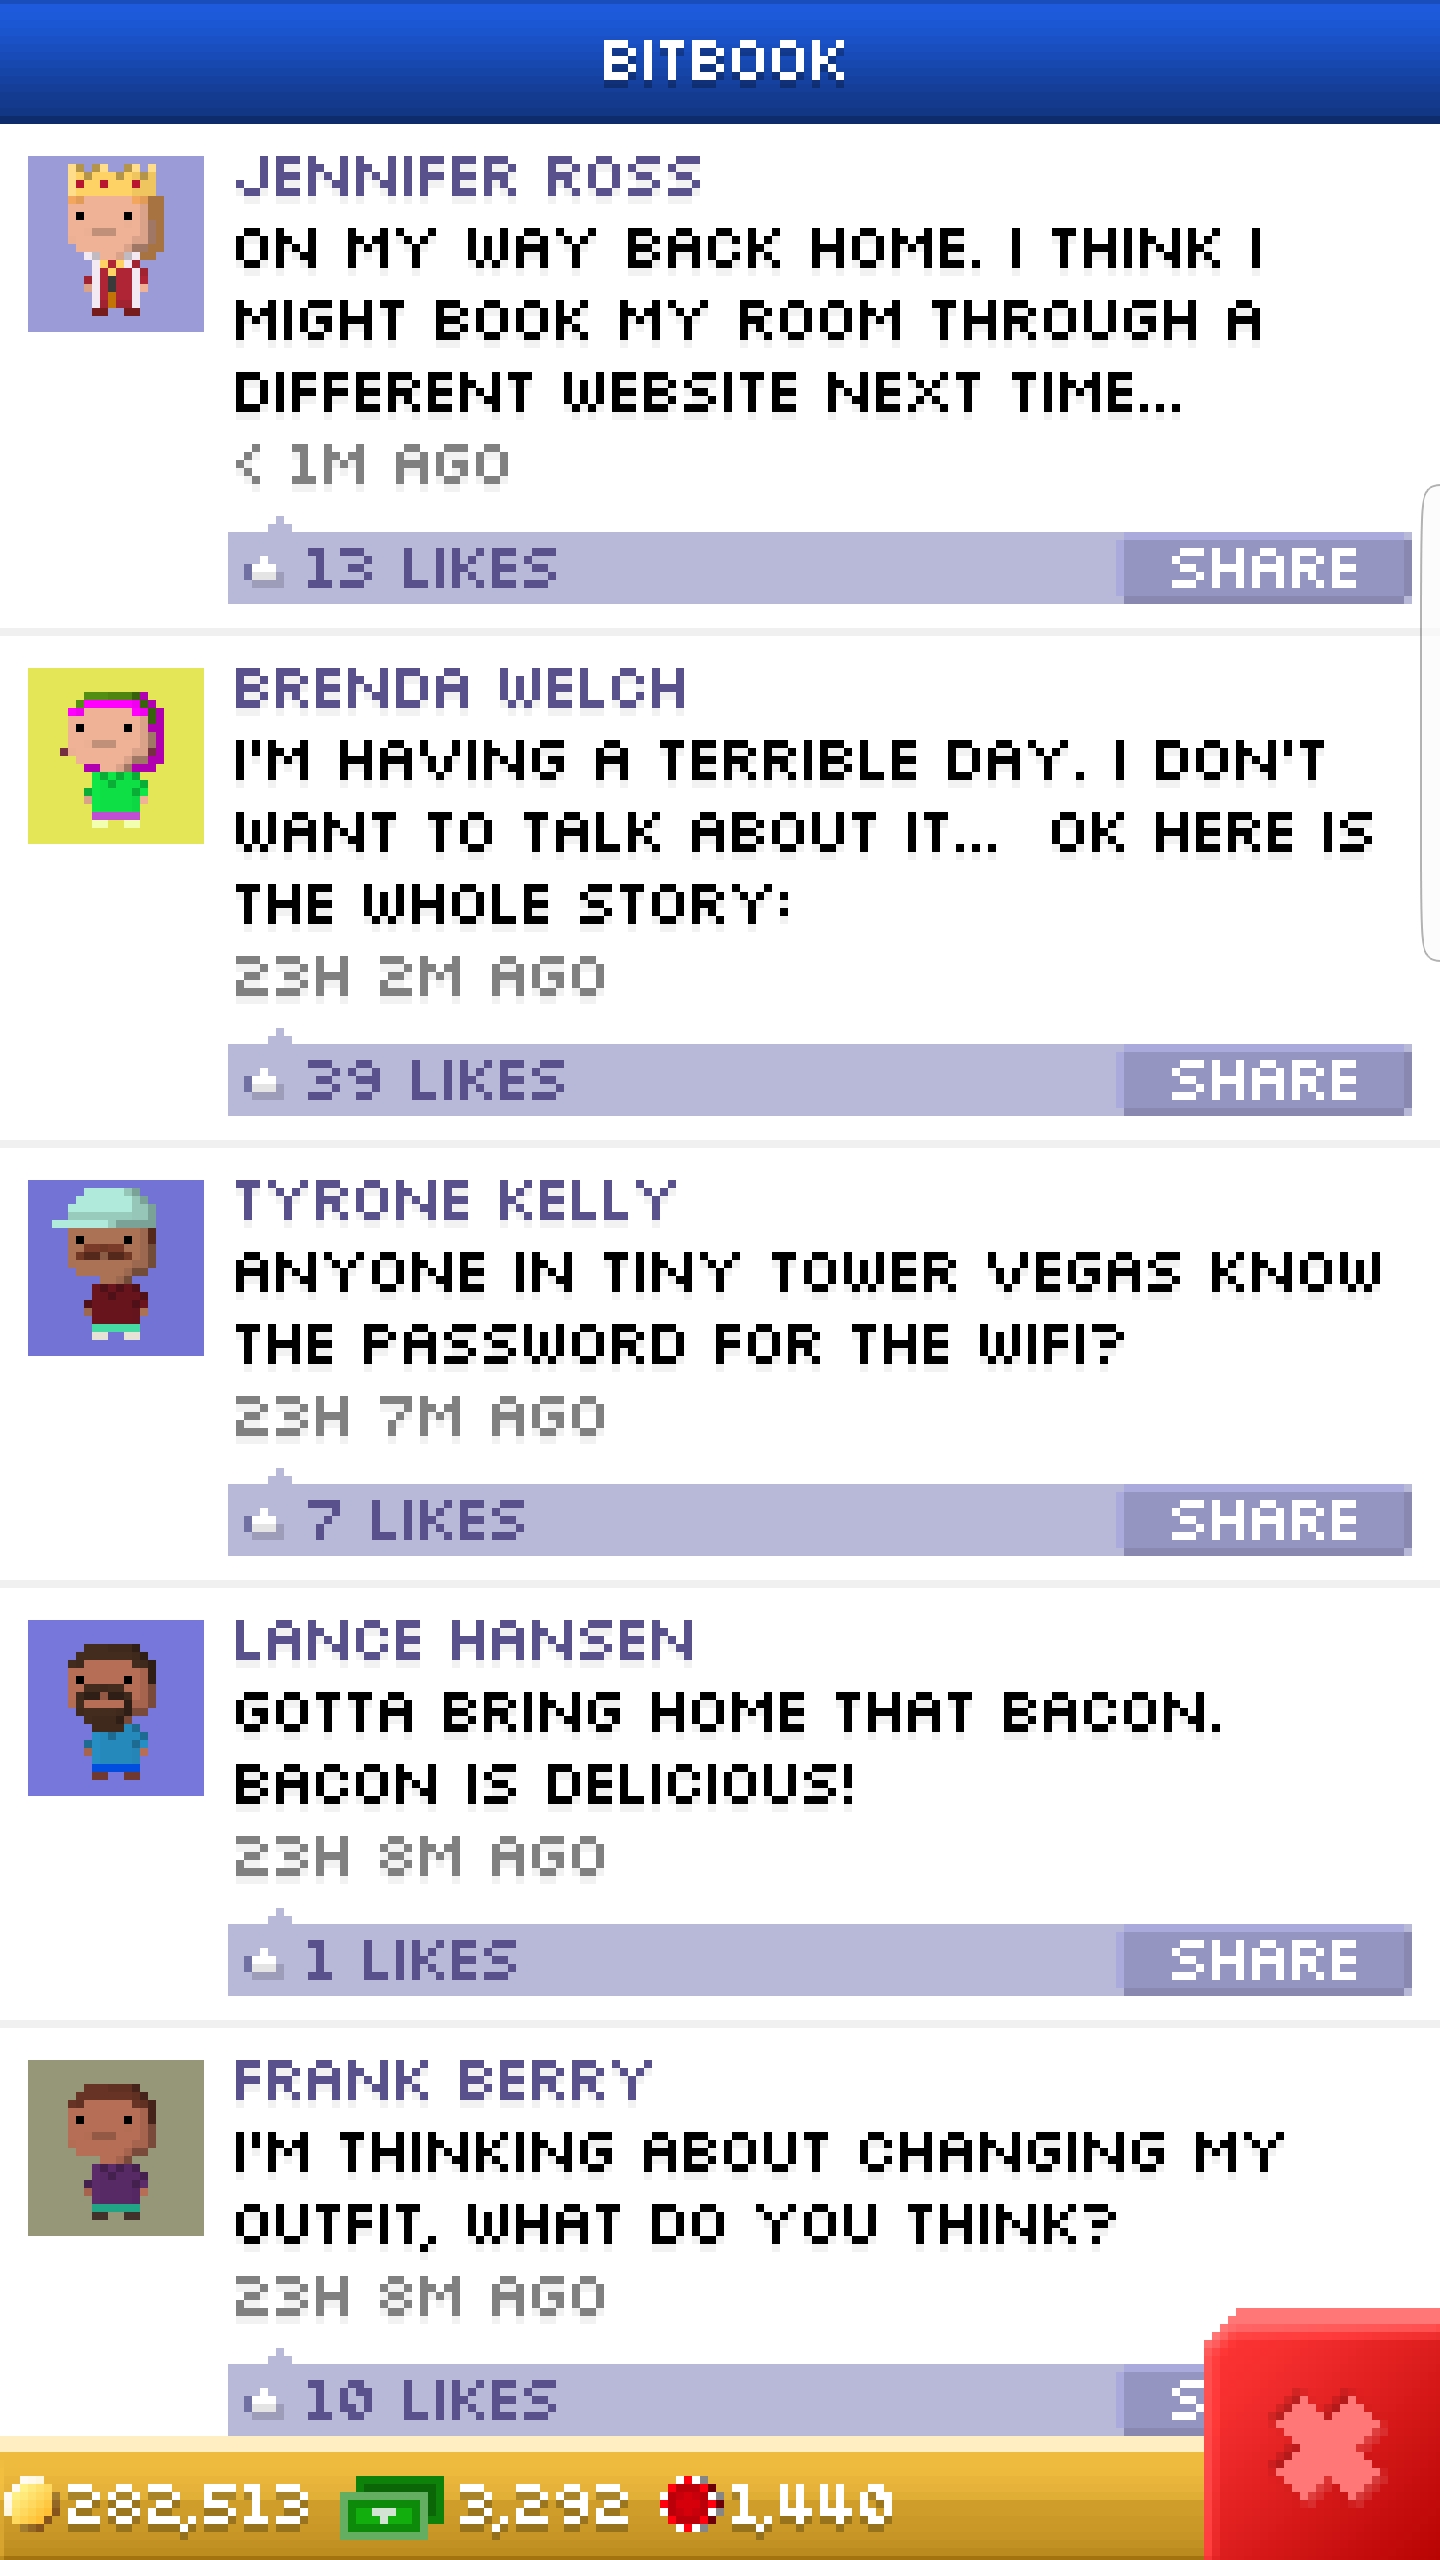 BITBOOK
JENNIFER ROSS
ON MY WAY BACK HOME. I THINK I
MIGHT BOOK MY ROOM THROUGH A
DIFFERENT WEBSITE NEXT TIME...
< 1M AGO
13 LIKES SHARE
BRENDA WELCH
I'M HAVING A TERRIBLE DAY. I DON'T
WANT TO TALK ABOUT IT... OK HERE IS
THE WHOLE STORY:
23H 2M AGO
39 LIKES SHARE
TYRONE KELLY
ANYONE IN TINY TOWER VEGAS KNOW
THE PASSWORD FOR THE WIFI?
23H 7M AGO
7 LIKES SHARE
LANCE HANSEN
GOTTA BRING HOME THAT BACON.
BACON IS DELICIOUS!
23H 8M AGO
1 LIKES SHARE
FRANK BERRY
I'M THINKING ABOUT CHANGING MY
OUTFIT, WHAT DO YOU THINK?
23H 8M AGO
10 LIKES S
282,513 3,292 1,440